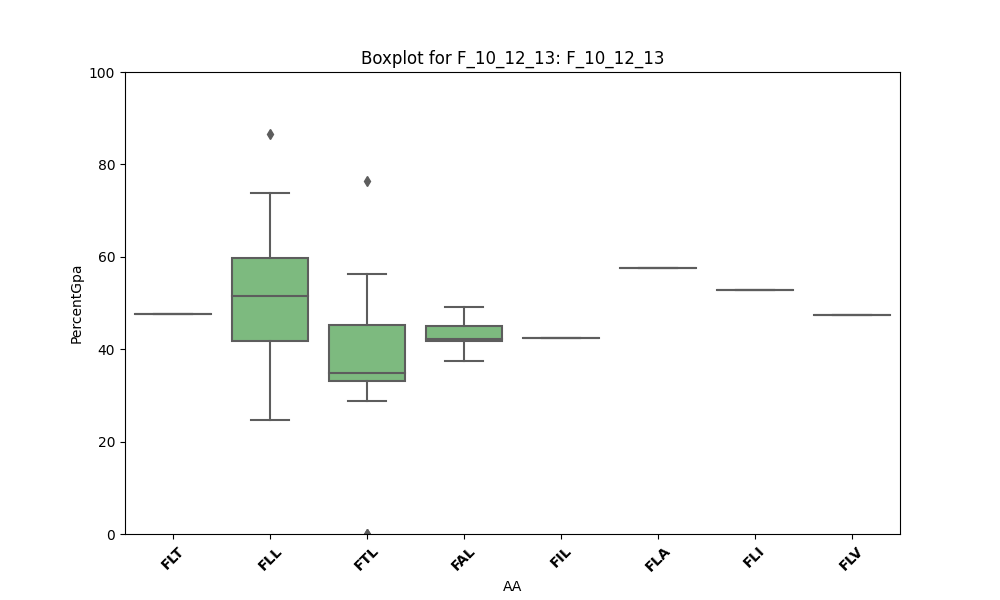 Boxplot for F_10_12_13: F_10_12_13
100
80
60
40
20
0
PercentGpa
FLT
FLL
FTL
FAL
FIL
FLA
FLI
FLV
AA